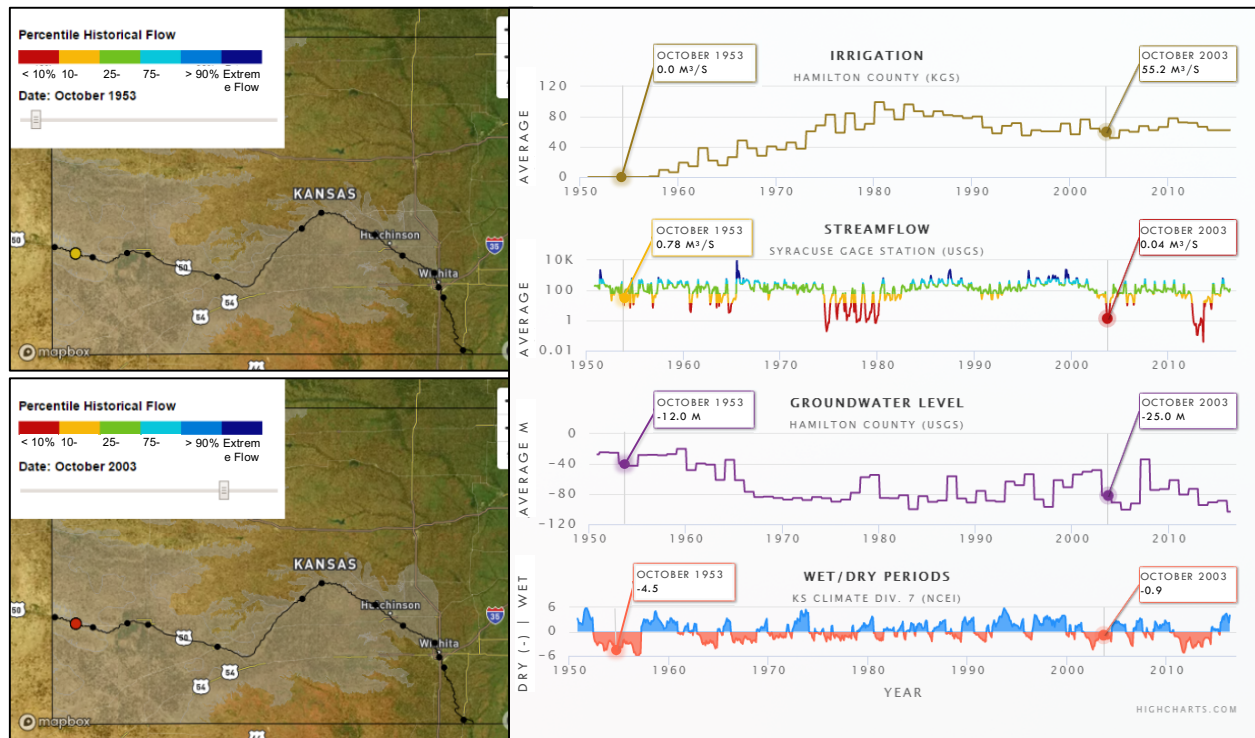 Percentile Historical Flow
< 10% 10- 25- 75- > 90% Extrem
e Flow
Date: October 1953
KANSAS
Hutchinson
Wichita
50
50
54
35
mapbox
Percentile Historical Flow
< 10% 10- 25- 75- > 90% Extrem
e Flow
Date: October 2003
KANSAS
Hutchinson
Wichita
50
50
54
35
mapbox
OCTOBER 1953
0.0 M³/S
IRRIGATION
HAMILTON COUNTY (KGS)
OCTOBER 2003
55.2 M³/S
AVERAGE
120
80
40
0
1950 1960 1970 1980 1990 2000 2010
OCTOBER 1953
0.78 M³/S
STREAMFLOW
SYRACUSE GAGE STATION (USGS)
OCTOBER 2003
0.04 M³/S
AVERAGE
10K
100
1
0.01
1950 1960 1970 1980 1990 2000 2010
OCTOBER 1953
-12.0 M
GROUNDWATER LEVEL
HAMILTON COUNTY (USGS)
OCTOBER 2003
-25.0 M
AVERAGE M
0
-40
-80
-120
1950 1960 1970 1980 1990 2000 2010
OCTOBER 1953
-4.5
WET/DRY PERIODS
KS CLIMATE DIV. 7 (NCEI)
OCTOBER 2003
-0.9
DRY (-) | WET
6
0
-6
1950 1960 1970 1980 1990 2000 2010
YEAR
HIGHCHARTS.COM